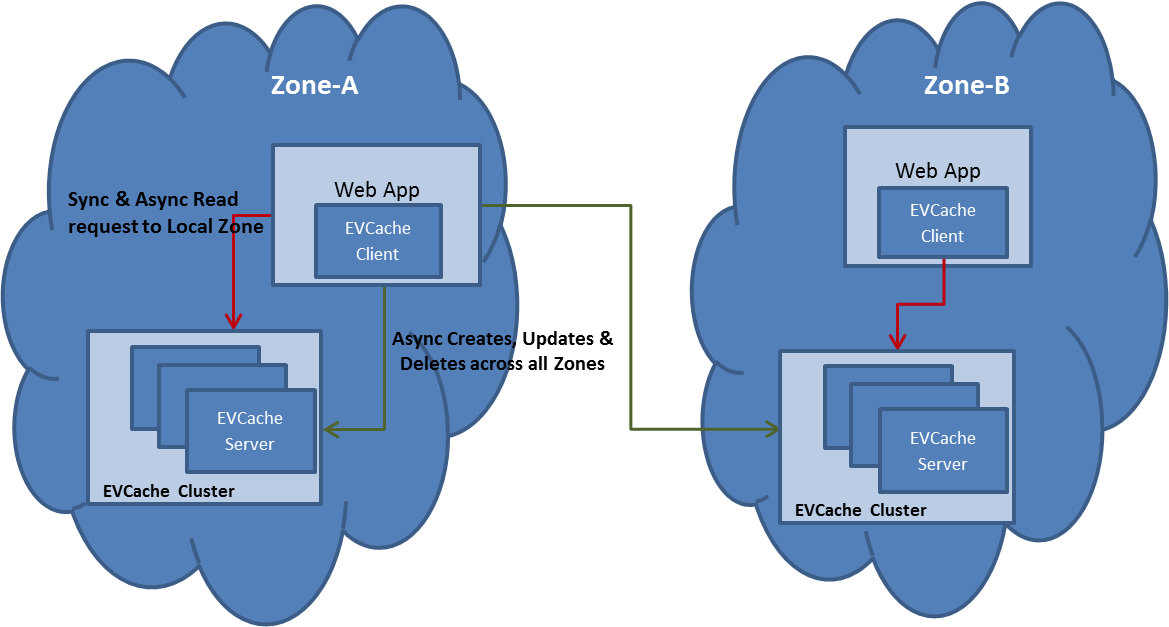 Zone-A
Web App
EVCache
Client
Sync & Async Read
request to Local Zone
Async Creates, Updates &
Deletes across all Zones
EVCache
Server
EVCache Cluster
Zone-B
Web App
EVCache
Client
EVCache
Server
EVCache Cluster